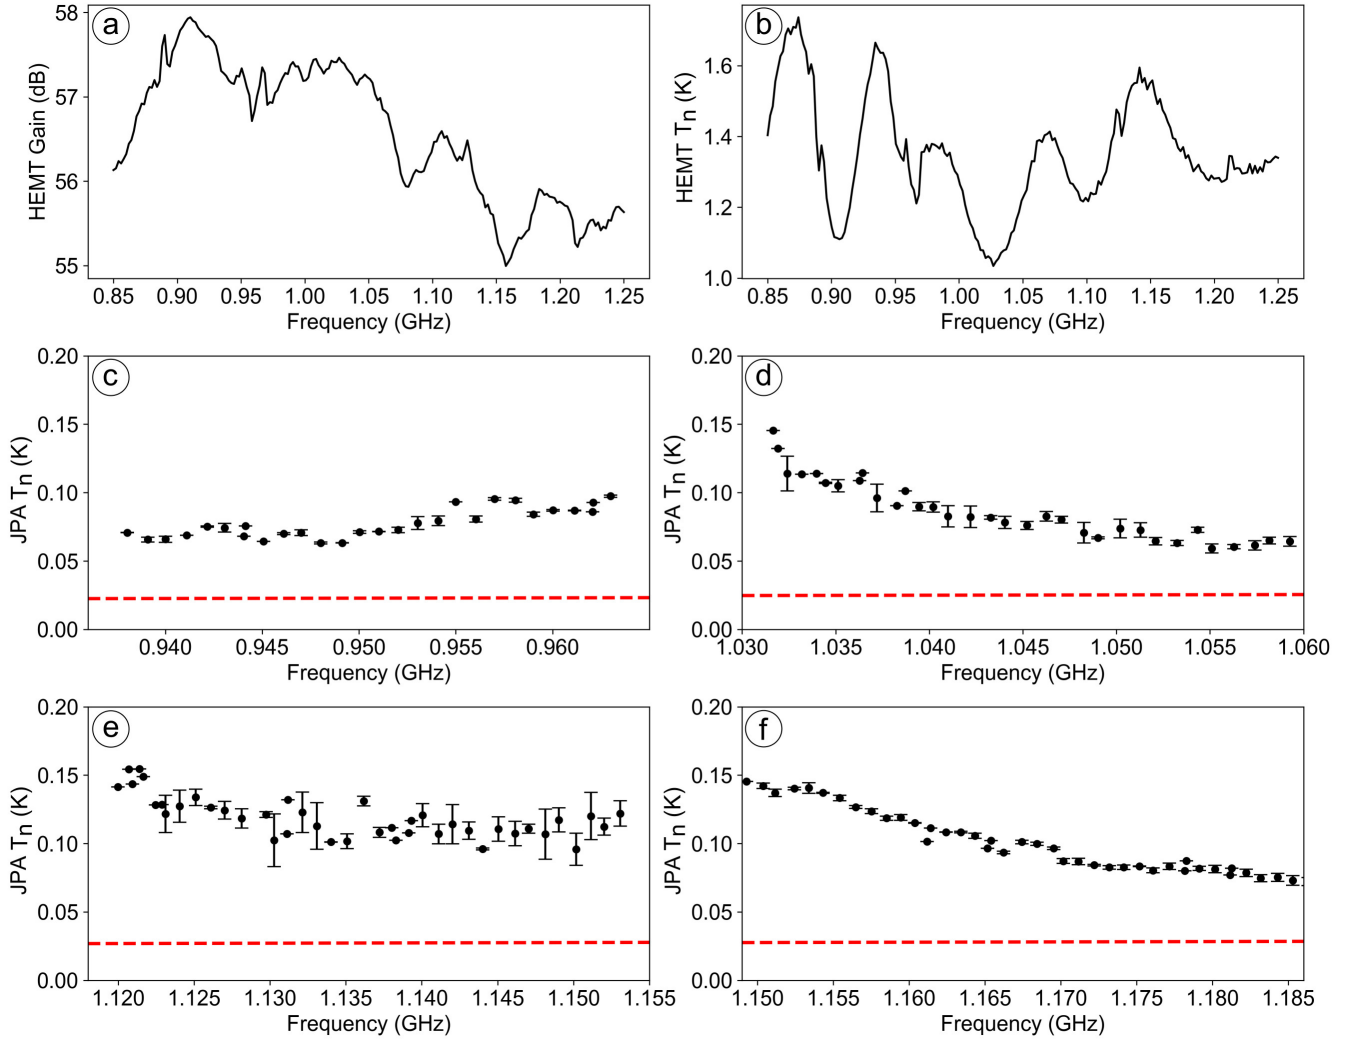 a
58
57
56
55
HEMT Gain (dB)
0.85 0.90 0.95 1.00 1.05 1.10 1.15 1.20 1.25
Frequency (GHz)
b
1.6
1.4
1.2
1.0
HEMT Tn (K)
0.85 0.90 0.95 1.00 1.05 1.10 1.15 1.20 1.25
Frequency (GHz)
c
0.20
0.15
0.10
0.05
0.00
JPA Tn (K)
0.940 0.945 0.950 0.955 0.960
Frequency (GHz)
d
0.20
0.15
0.10
0.05
0.00
JPA Tn (K)
1.030 1.035 1.040 1.045 1.050 1.055 1.060
Frequency (GHz)
e
0.20
0.15
0.10
0.05
0.00
JPA Tn (K)
1.120 1.125 1.130 1.135 1.140 1.145 1.150 1.155
Frequency (GHz)
f
0.20
0.15
0.10
0.05
0.00
JPA Tn (K)
1.150 1.155 1.160 1.165 1.170 1.175 1.180 1.185
Frequency (GHz)